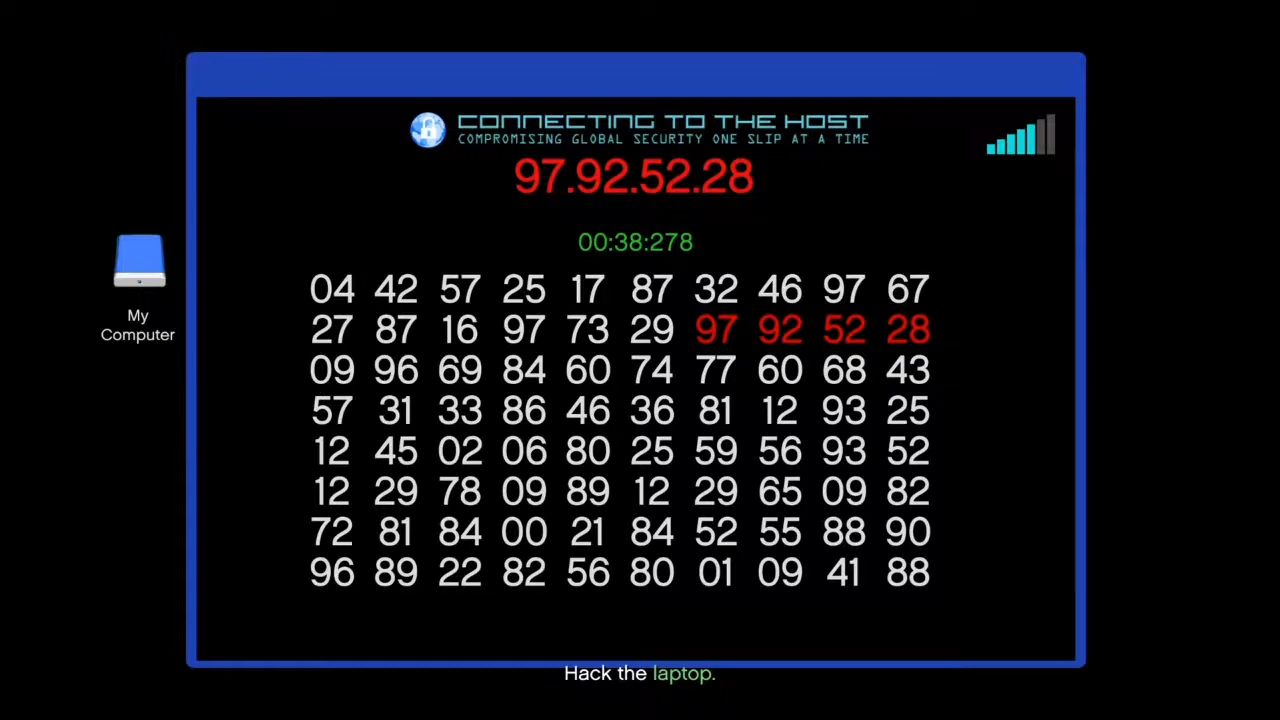 CONNECTING TO THE HOST
COMPROMISING GLOBAL SECURITY ONE SLIP AT A TIME
97.92.52.28
00:38:278
04 42 57 25 17 87 32 46 97 67
27 87 16 97 73 29 97 92 52 28
09 96 69 84 60 74 77 60 68 43
57 31 33 86 46 36 81 12 93 25
12 45 02 06 80 25 59 56 93 52
12 29 78 09 89 12 29 65 09 82
72 81 84 00 21 84 52 55 88 90
96 89 22 82 56 80 01 09 41 88
My
Computer
Hack the laptop.